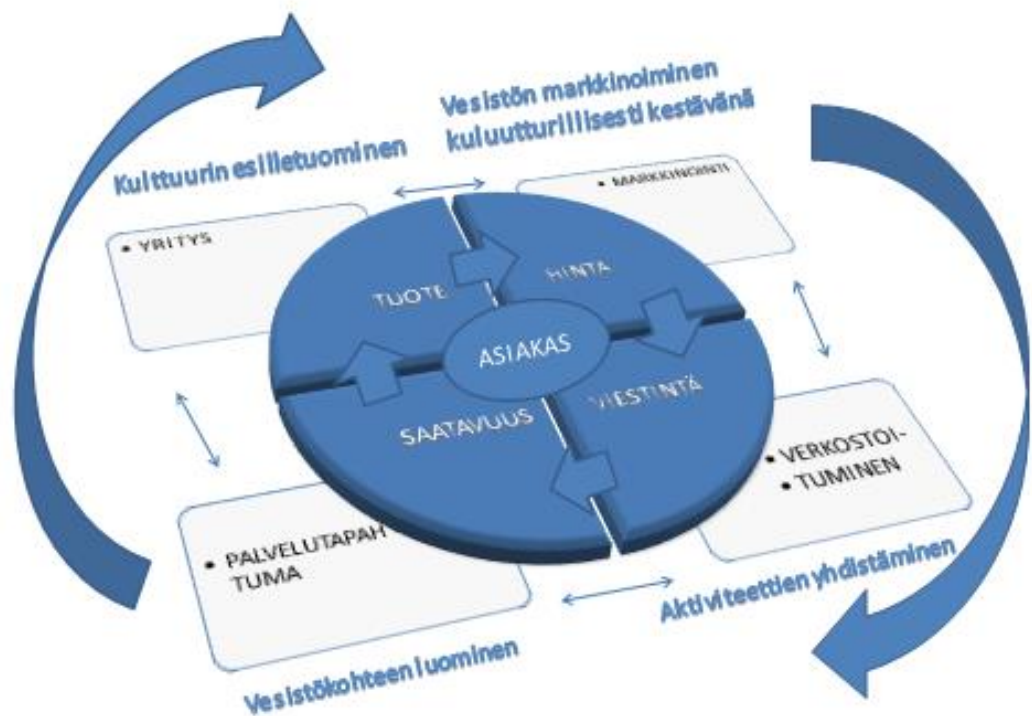 Vesistön markkinoiminen
kuluutturillisesti kestävänä
Kulttuurin esilletuominen
• MARKKINOINTI
• YRITYS
TUOTE
HINTA
ASIAKAS
SAATAVUUS
VIESTINTÄ
• VERKOSTOI-
• TUMINEN
• PALVELUTAPAH
TUMA
Aktiviteettien yhdistäminen
Vesistökohteen luominen